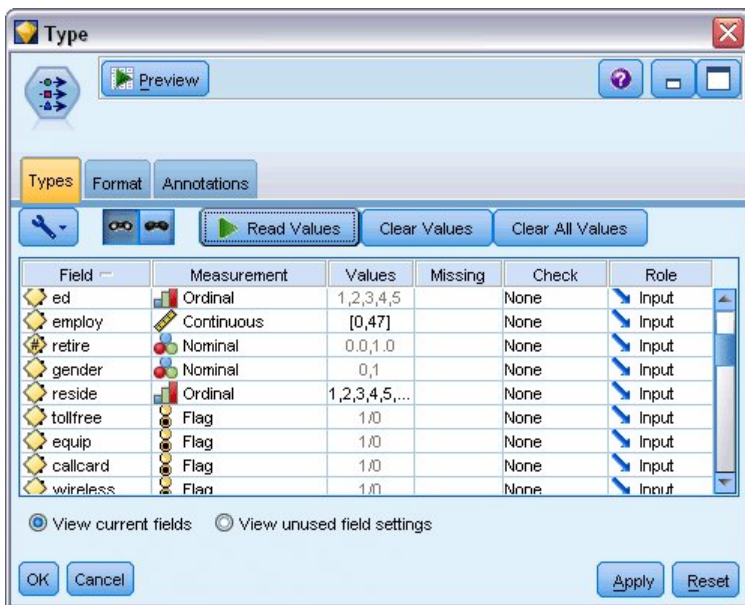 Type
Preview
Types Format Annotations
Read Values Clear Values Clear All Values
Field Measurement Values Missing Check Role
ed Ordinal 1,2,3,4,5 None Input
employ Continuous [0,47] None Input
retire Nominal 0.0,1.0 None Input
gender Nominal 0,1 None Input
reside Ordinal 1,2,3,4,5,... None Input
tollfree Flag 1/0 None Input
equip Flag 1/0 None Input
callcard Flag 1/0 None Input
wireless Flag 1/0 None Input
View current fields View unused field settings
OK Cancel Apply Reset